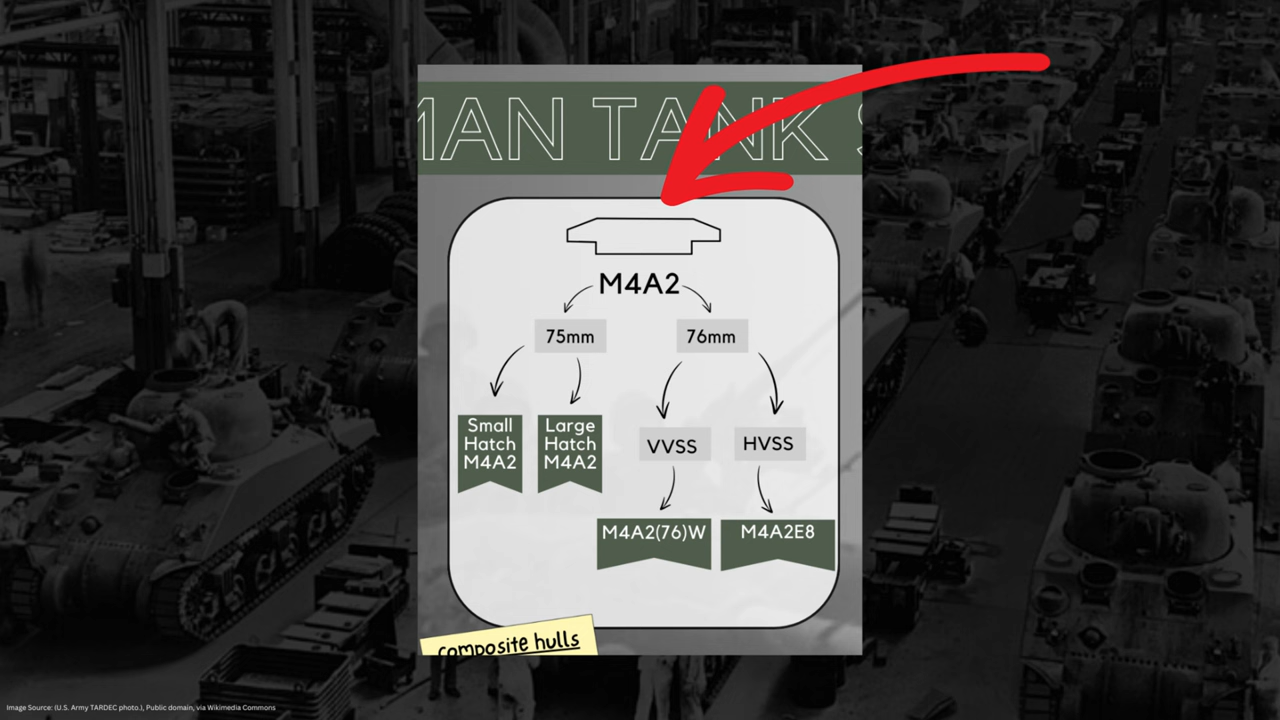 MAN TANK S
M4A2
75mm
76mm
Small
Hatch
M4A2
Large
Hatch
M4A2
VVSS
HVSS
M4A2(76)W
M4A2E8
composite hulls
Image Source: (U.S. Army TARDEC photo.), Public domain, via Wikimedia Commons